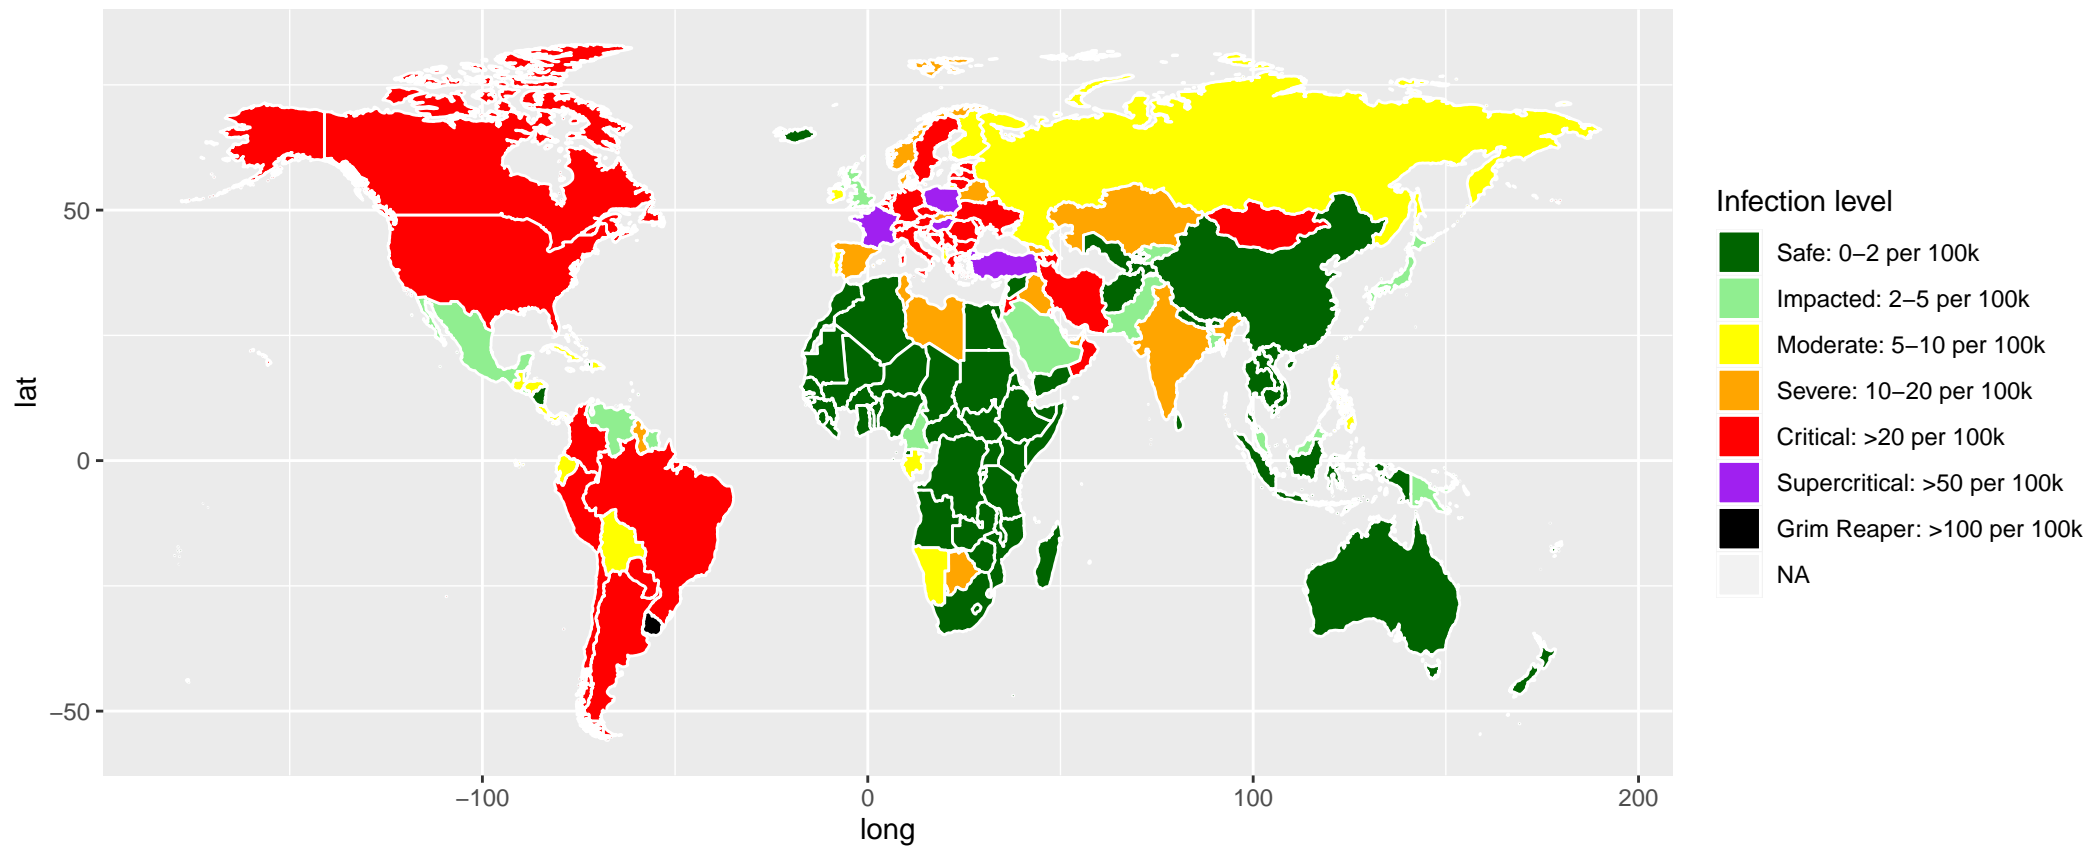 Infection level
Safe: 0−2 per 100k
Impacted: 2−5 per 100k
Moderate: 5−10 per 100k
Severe: 10−20 per 100k
Critical: >20 per 100k
Supercritical: >50 per 100k
Grim Reaper: >100 per 100k
NA
lat
50
0
−50
−100
0
100
200
long